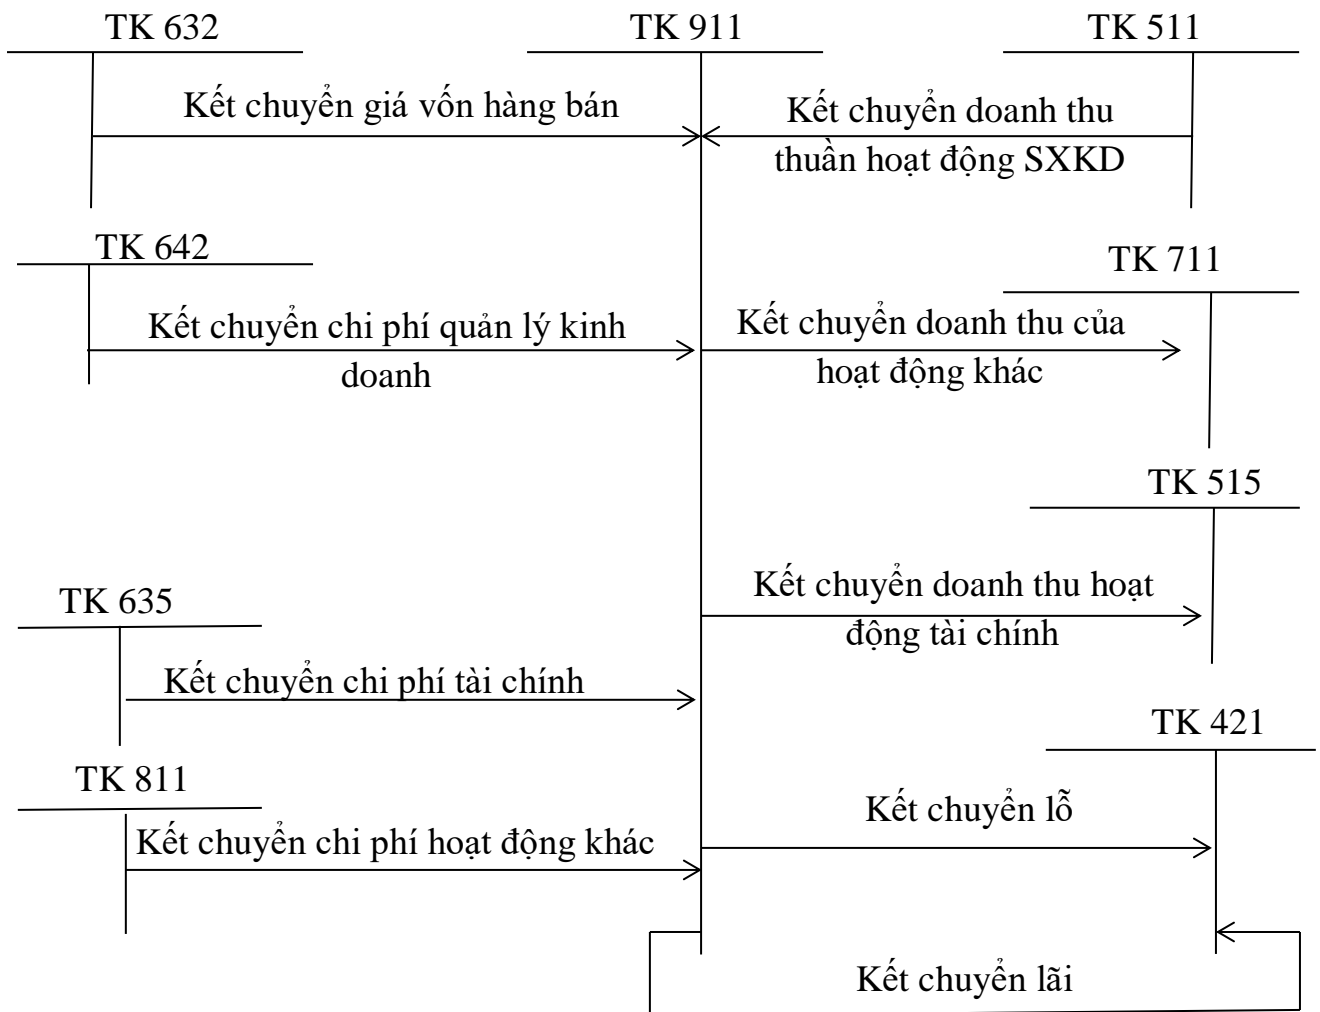 TK 632
TK 911
TK 511
Kết chuyển giá vốn hàng bán
Kết chuyển doanh thu
thuần hoạt động SXKD
TK 642
TK 711
Kết chuyển chi phí quản lý kinh
doanh
Kết chuyển doanh thu của
hoạt động khác
TK 515
Kết chuyển doanh thu hoạt
động tài chính
TK 635
Kết chuyển chi phí tài chính
TK 421
TK 811
Kết chuyển lỗ
Kết chuyển chi phí hoạt động khác
Kết chuyển lãi